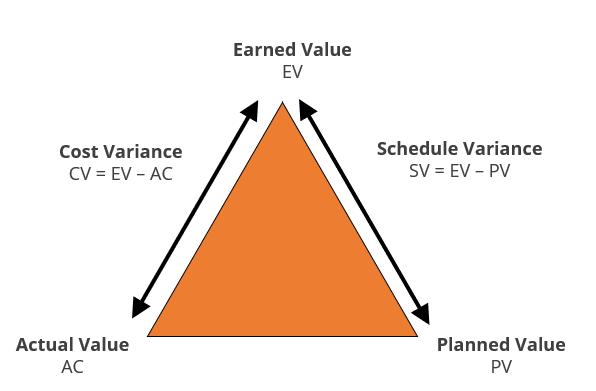 Earned Value
EV
Cost Variance
CV = EV – AC
Schedule Variance
SV = EV – PV
Actual Value
AC
Planned Value
PV